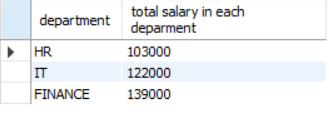 department total salary in each
deparment
HR 103000
IT 122000
FINANCE 139000